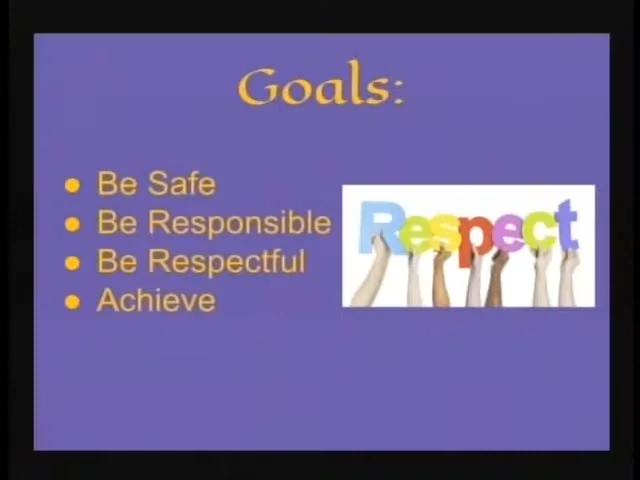 Goals:
● Be Safe
● Be Responsible
● Be Respectful
● Achieve
Respect